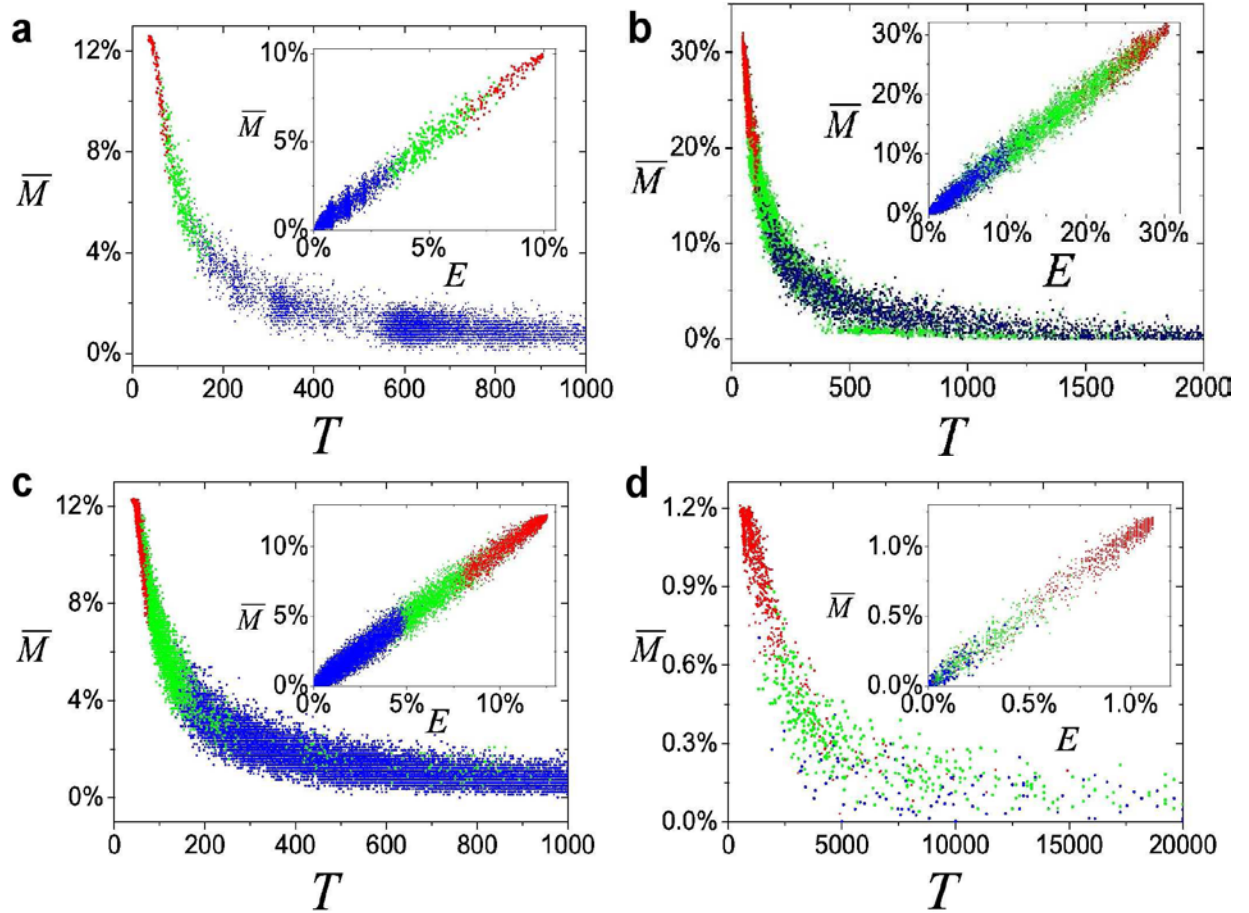 a
12%
8%
4%
0%
M̅
0 200 400 600 800 1000
T
10%
5%
0%
M̅
0% 5% 10%
E
b
30%
20%
10%
0%
M̅
0 500 1000 1500 2000
T
30%
20%
10%
0%
M̅
0% 10% 20% 30%
E
c
12%
8%
4%
0%
M̅
0 200 400 600 800 1000
T
10%
5%
0%
M̅
0% 5% 10%
E
d
1.2%
0.9%
0.6%
0.3%
0.0%
M̅
0 5000 10000 15000 20000
T
1.0%
0.5%
0.0%
M̅
0.0% 0.5% 1.0%
E